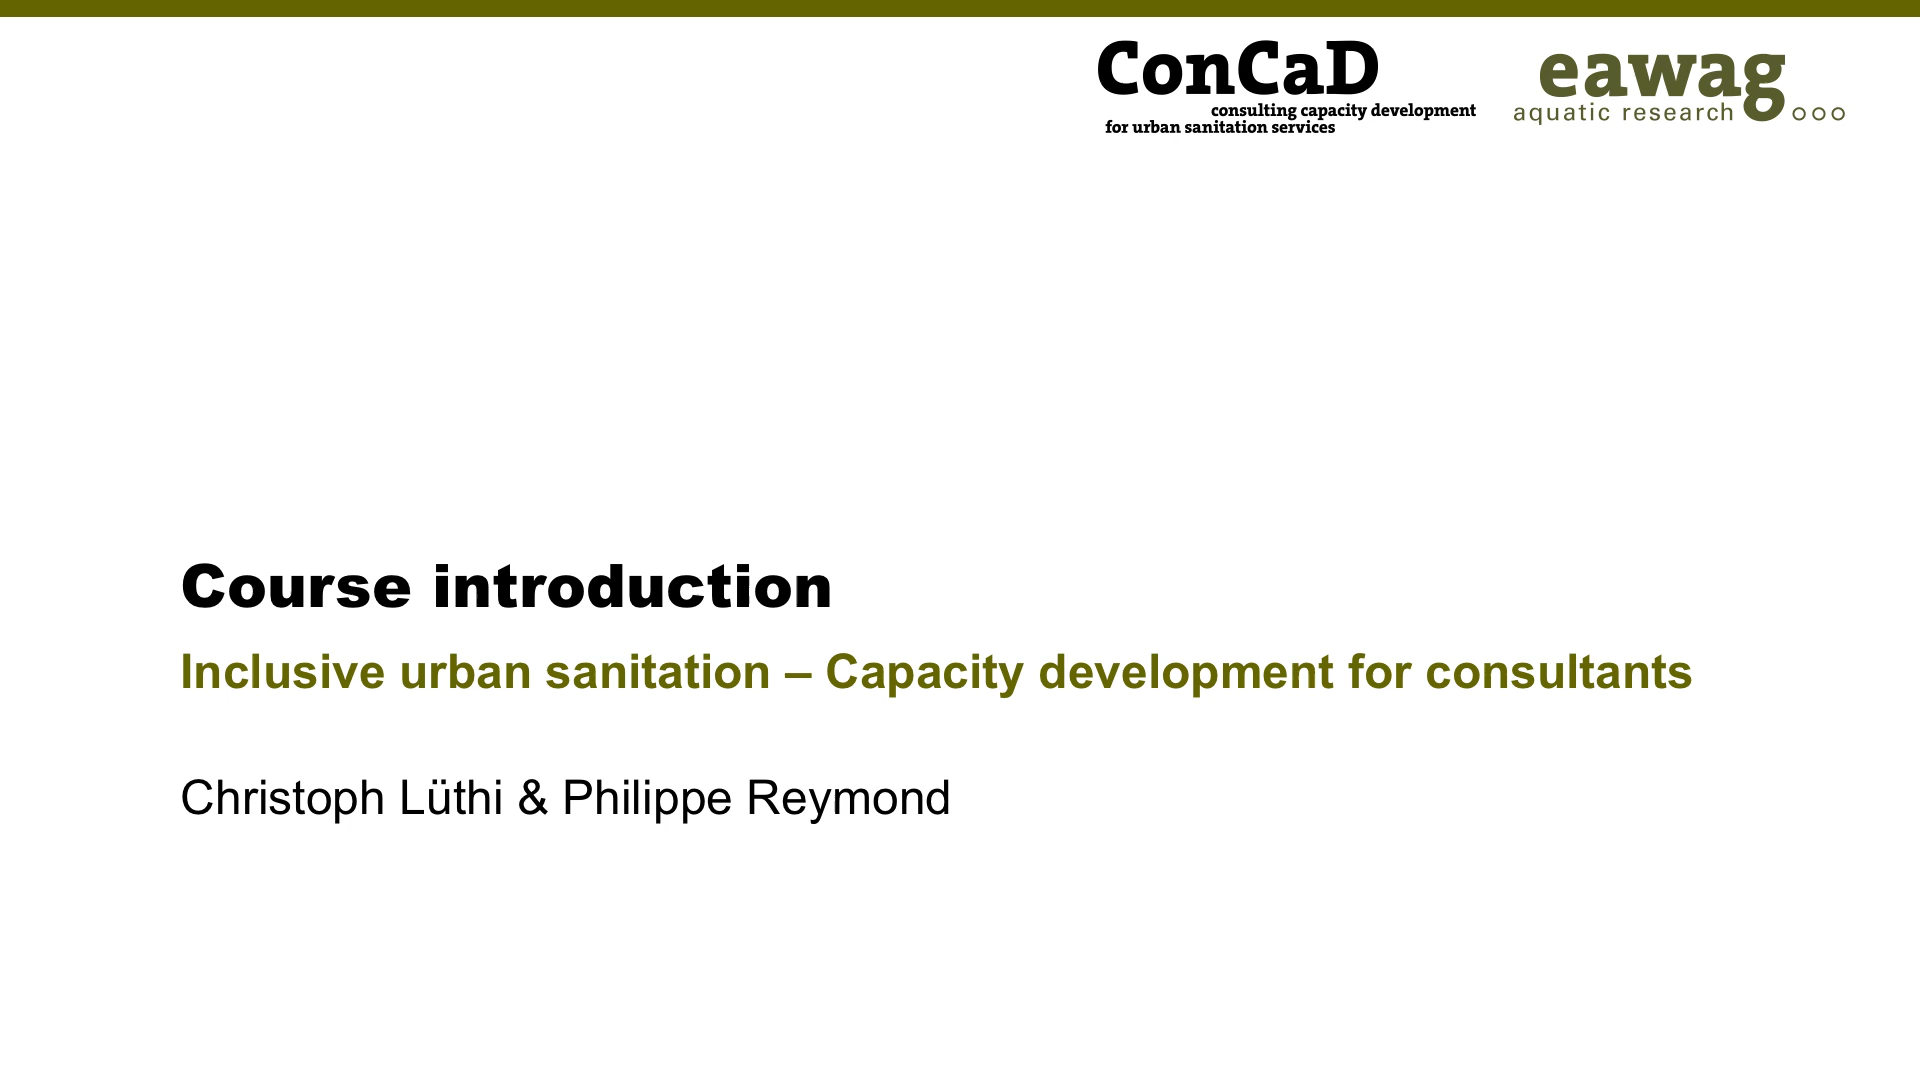 ConCaD
consulting capacity development
for urban sanitation services
eawag
aquatic research
Course introduction
Inclusive urban sanitation – Capacity development for consultants
Christoph Lüthi & Philippe Reymond